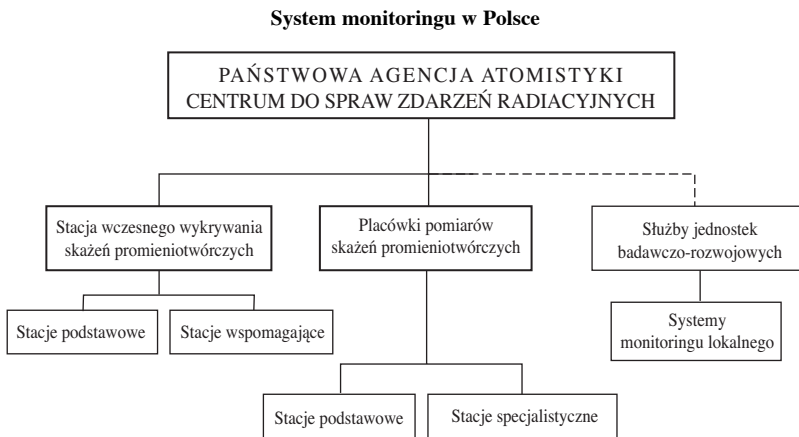 System monitoringu w Polsce
PAŃSTWOWA AGENCJA ATOMISTYKI
CENTRUM DO SPRAW ZDARZEŃ RADIACYJNYCH
Stacja wczesnego wykrywania
skażeń promieniotwórczych
Placówki pomiarów
skażeń promieniotwórczych
Służby jednostek
badawczo-rozwojowych
Stacje podstawowe
Stacje wspomagające
Systemy
monitoringu lokalnego
Stacje podstawowe
Stacje specjalistyczne